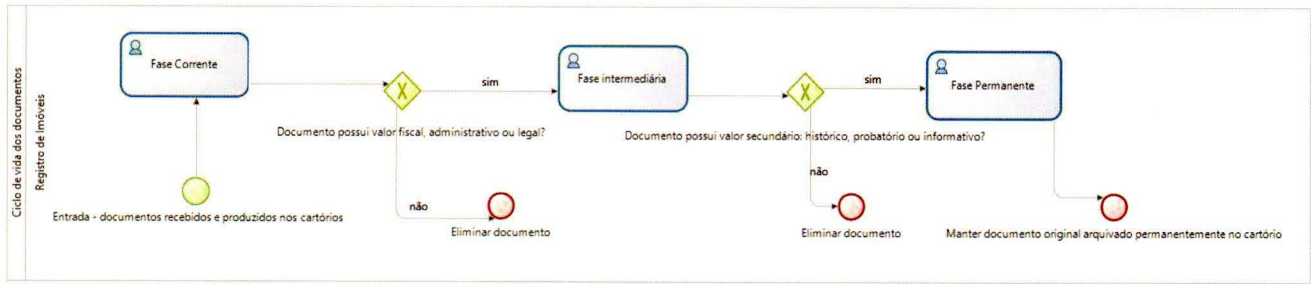 Ciclo de vida dos documentos
Registro de Imóveis
Fase Corrente
Entrada - documentos recebidos e produzidos nos cartórios
Documento possui valor fiscal, administrativo ou legal?
sim
não
Eliminar documento
Fase intermediária
Documento possui valor secundário: histórico, probatório ou informativo?
sim
não
Eliminar documento
Fase Permanente
Manter documento original arquivado permanentemente no cartório